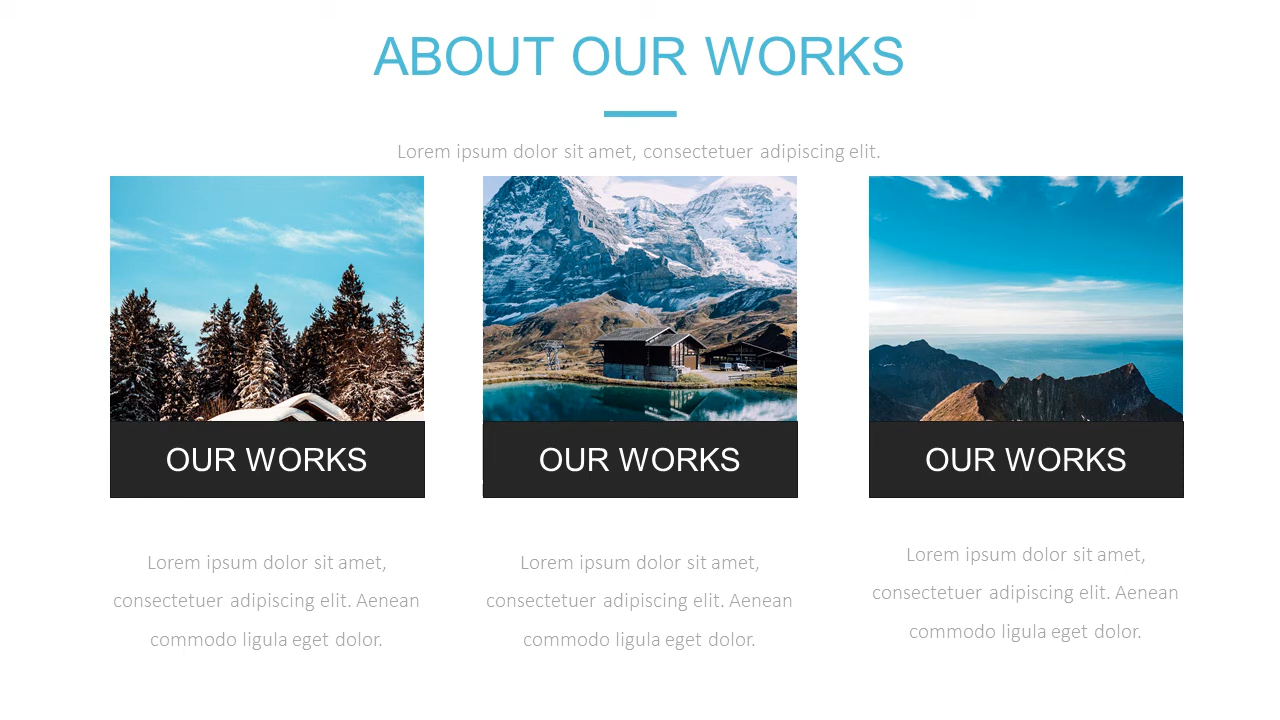 ABOUT OUR WORKS
Lorem ipsum dolor sit amet, consectetuer adipiscing elit.
OUR WORKS
OUR WORKS
OUR WORKS
Lorem ipsum dolor sit amet,
consectetuer adipiscing elit. Aenean
commodo ligula eget dolor.
Lorem ipsum dolor sit amet,
consectetuer adipiscing elit. Aenean
commodo ligula eget dolor.
Lorem ipsum dolor sit amet,
consectetuer adipiscing elit. Aenean
commodo ligula eget dolor.